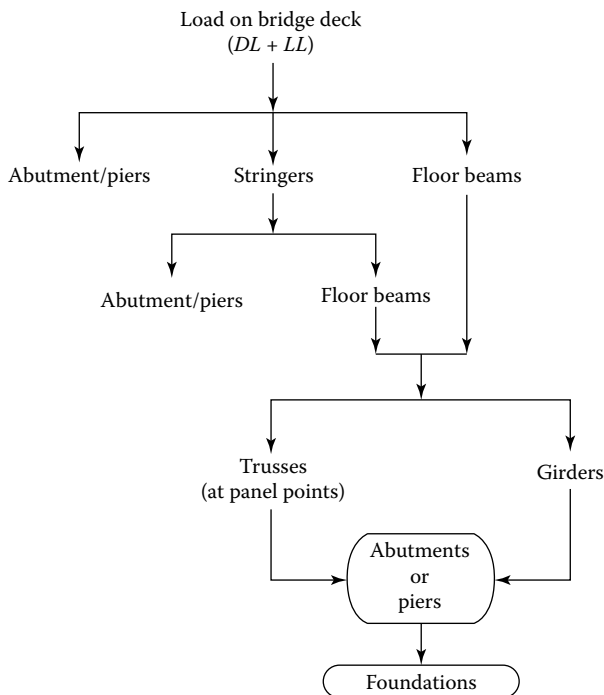 Load on bridge deck
(DL + LL)
Abutment/piers
Stringers
Floor beams
Abutment/piers
Floor beams
Trusses
(at panel points)
Girders
Abutments
or
piers
Foundations